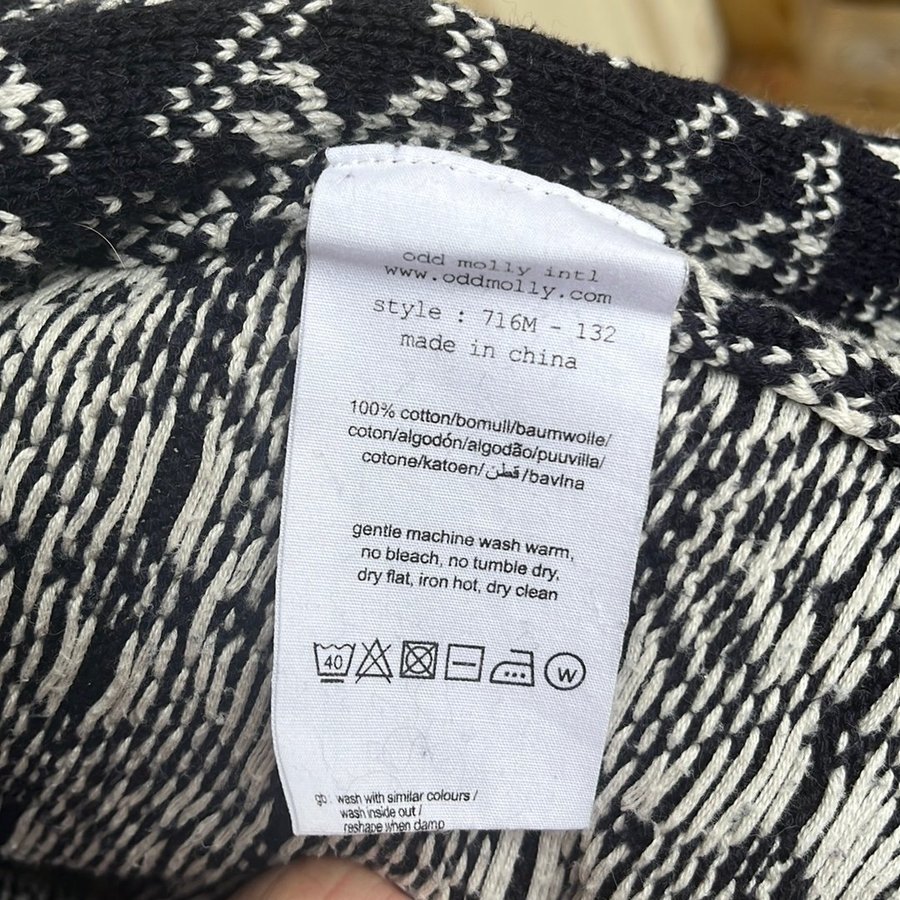 odd molly intl
www.oddmolly.com
style : 716M - 132
made in china
100% cotton/bomull/baumwolle/
coton/algodón/algodão/puuvilla/
cotone/katoen/قطن/bavlna
gentle machine wash warm,
no bleach, no tumble dry,
dry flat, iron hot, dry clean
40
W
gb : wash with similar colours /
wash inside out /
reshape when damp